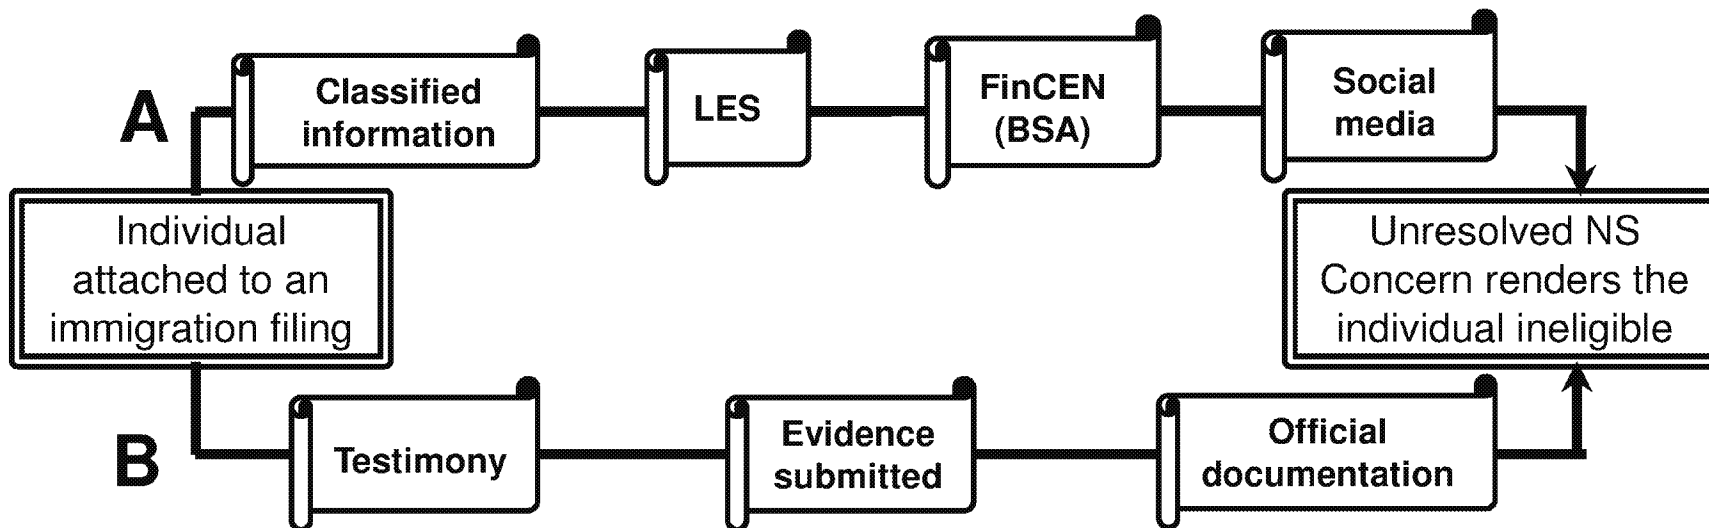 A
Classified
information
LES
FinCEN
(BSA)
Social
media
Individual
attached to an
immigration filing
Unresolved NS
Concern renders the
individual ineligible
B
Testimony
Evidence
submitted
Official
documentation